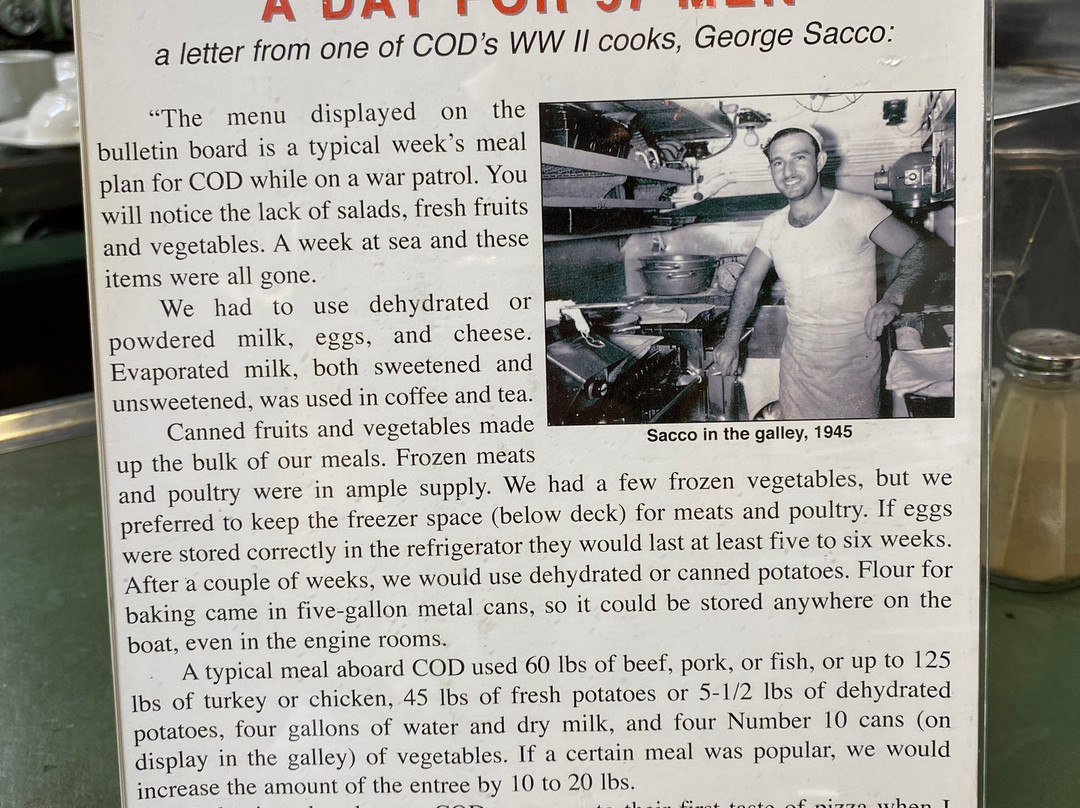 A DAY FOR 97 MEN
a letter from one of COD's WW II cooks, George Sacco:
“The menu displayed on the
bulletin board is a typical week’s meal
plan for COD while on a war patrol. You
will notice the lack of salads, fresh fruits
and vegetables. A week at sea and these
items were all gone.
We had to use dehydrated or
powdered milk, eggs, and cheese.
Evaporated milk, both sweetened and
unsweetened, was used in coffee and tea.
Canned fruits and vegetables made
up the bulk of our meals. Frozen meats
and poultry were in ample supply. We had a few frozen vegetables, but we
preferred to keep the freezer space (below deck) for meats and poultry. If eggs
were stored correctly in the refrigerator they would last at least five to six weeks.
After a couple of weeks, we would use dehydrated or canned potatoes. Flour for
baking came in five-gallon metal cans, so it could be stored anywhere on the
boat, even in the engine rooms.
A typical meal aboard COD used 60 lbs of beef, pork, or fish, or up to 125
lbs of turkey or chicken, 45 lbs of fresh potatoes or 5-1/2 lbs of dehydrated
potatoes, four gallons of water and dry milk, and four Number 10 cans (on
display in the galley) of vegetables. If a certain meal was popular, we would
increase the amount of the entree by 10 to 20 lbs.
COD their first taste of pizza when I
Sacco in the galley, 1945